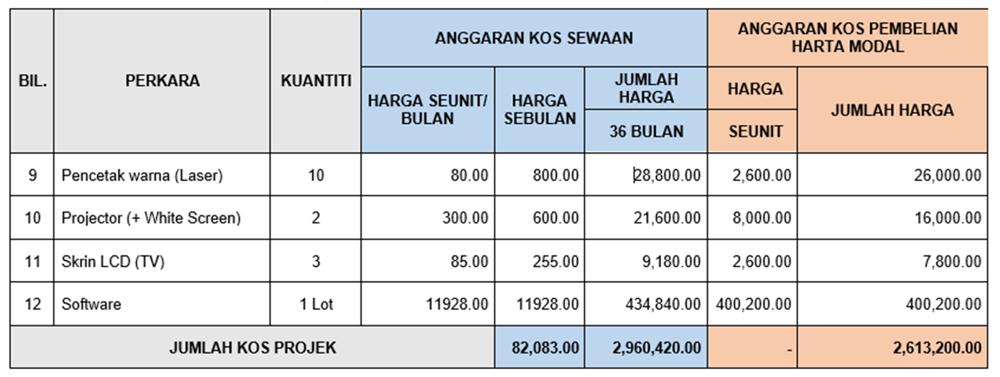 BIL. PERKARA KUANTITI ANGGARAN KOS SEWAAN ANGGARAN KOS PEMBELIAN
HARTA MODAL
HARGA SEUNIT/
BULAN
HARGA
SEBULAN
JUMLAH
HARGA
36 BULAN
HARGA
SEUNIT
JUMLAH HARGA
9 Pencetak warna (Laser) 10 80.00 800.00 28,800.00 2,600.00 26,000.00
10 Projector (+ White Screen) 2 300.00 600.00 21,600.00 8,000.00 16,000.00
11 Skrin LCD (TV) 3 85.00 255.00 9,180.00 2,600.00 7,800.00
12 Software 1 Lot 11928.00 11928.00 434,840.00 400,200.00 400,200.00
JUMLAH KOS PROJEK 82,083.00 2,960,420.00 - 2,613,200.00